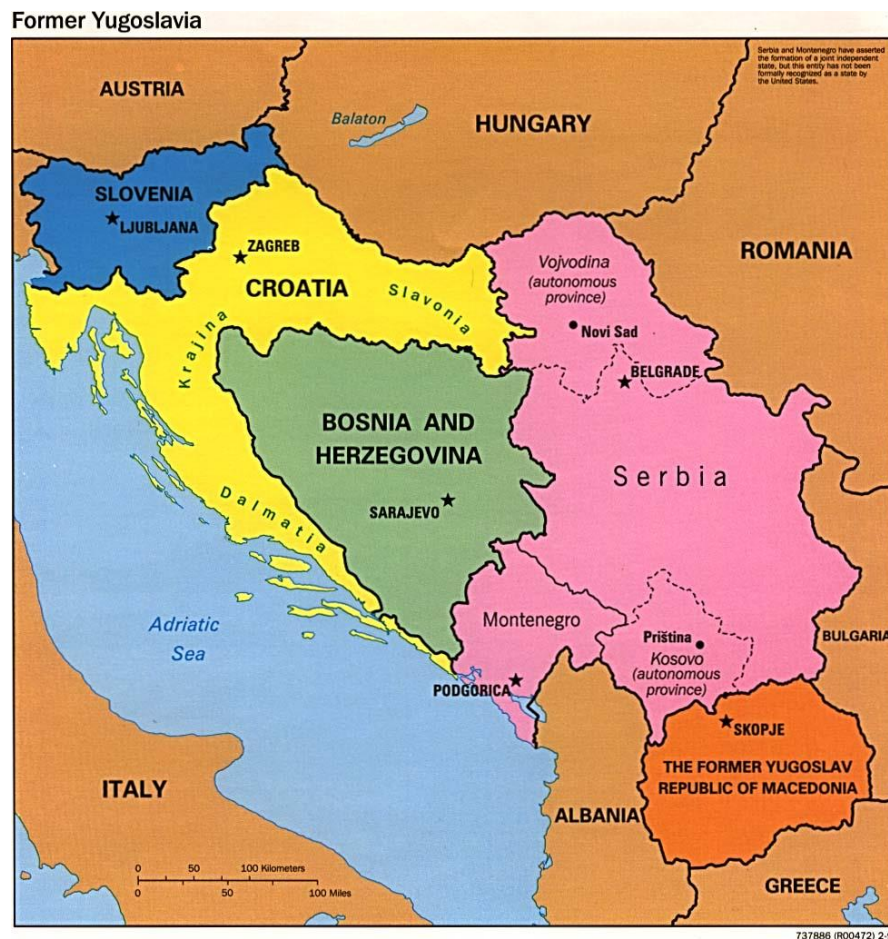 Former Yugoslavia
Serbia and Montenegro have asserted
the formation of a joint independent
state, but this entity has not been
formally recognized as a state by
the United States.
AUSTRIA
Balaton
HUNGARY
SLOVENIA
LJUBLJANA
ZAGREB
CROATIA
Slavonia
Krajina
Vojvodina
(autonomous
province)
Novi Sad
ROMANIA
BELGRADE
BOSNIA AND
HERZEGOVINA
SARAJEVO
Serbia
Dalmatia
Adriatic
Sea
Montenegro
Priština
Kosovo
(autonomous
province)
BULGARIA
PODGORICA
SKOPJE
THE FORMER YUGOSLAV
REPUBLIC OF MACEDONIA
ITALY
ALBANIA
GREECE
0 50 100 Kilometers
0 50 100 Miles
737886 (R00472)